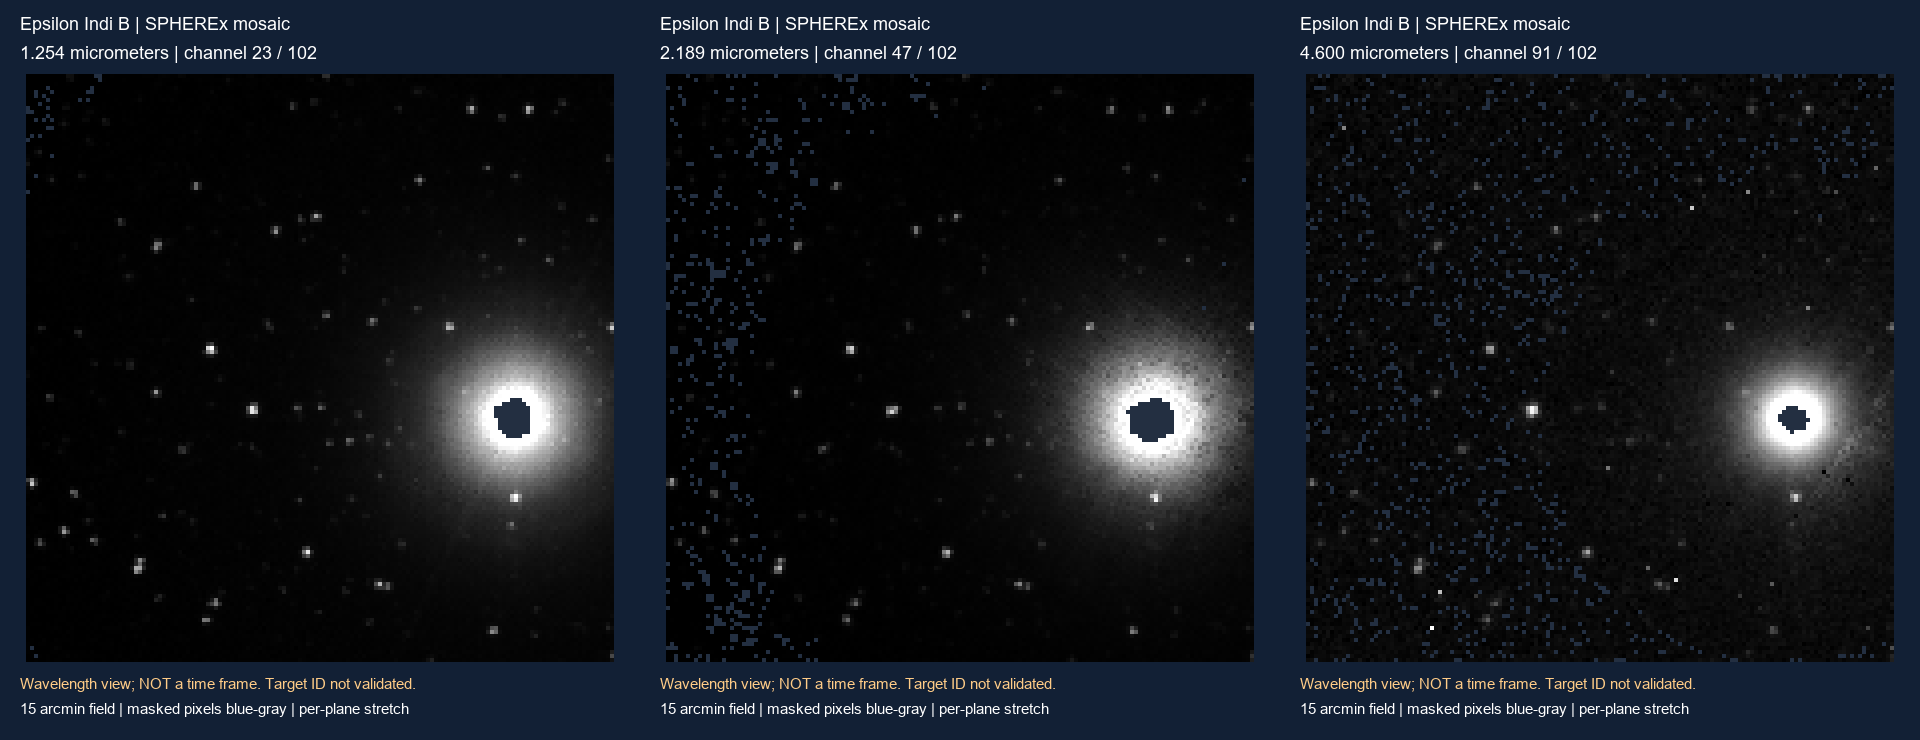 Epsilon Indi B | SPHEREx mosaic
1.254 micrometers | channel 23 / 102
Wavelength view; NOT a time frame. Target ID not validated.
15 arcmin field | masked pixels blue-gray | per-plane stretch
Epsilon Indi B | SPHEREx mosaic
2.189 micrometers | channel 47 / 102
Wavelength view; NOT a time frame. Target ID not validated.
15 arcmin field | masked pixels blue-gray | per-plane stretch
Epsilon Indi B | SPHEREx mosaic
4.600 micrometers | channel 91 / 102
Wavelength view; NOT a time frame. Target ID not validated.
15 arcmin field | masked pixels blue-gray | per-plane stretch